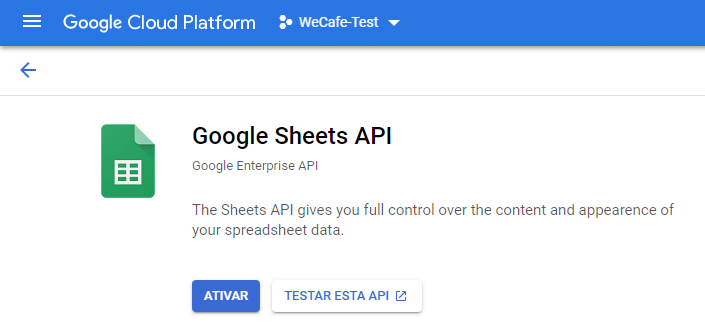 Google Cloud Platform WeCafe-Test
Google Sheets API
Google Enterprise API
The Sheets API gives you full control over the content and appearence of
your spreadsheet data.
ATIVAR TESTAR ESTA API